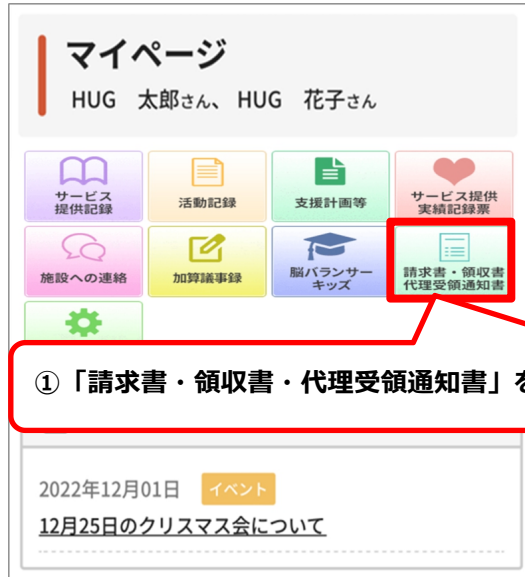 マイページ
HUG 太郎さん、 HUG 花子さん
サービス
提供記録
活動記録
支援計画等
サービス提供
実績記録票
施設への連絡
加算議事録
脳バランサー
キッズ
請求書・領収書
代理受領通知書
①「請求書・領収書・代理受領通知書」を
2022年12月01日 イベント
12月25日のクリスマス会について